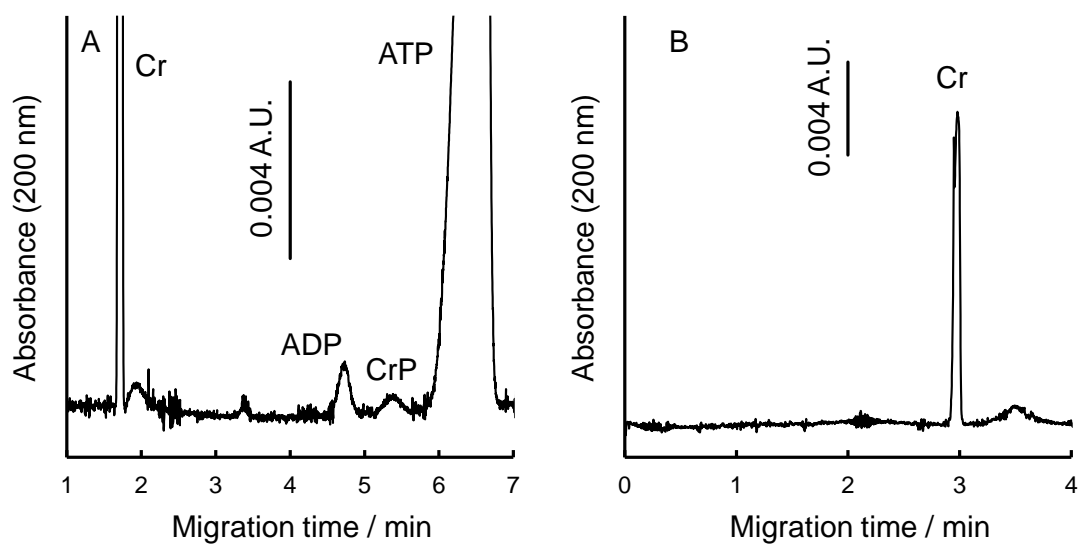 A
Cr
ATP
0.004 A.U.
ADP
CrP
Absorbance (200 nm)
1 2 3 4 5 6 7
Migration time / min
B
Cr
0.004 A.U.
Absorbance (200 nm)
0 1 2 3 4
Migration time / min